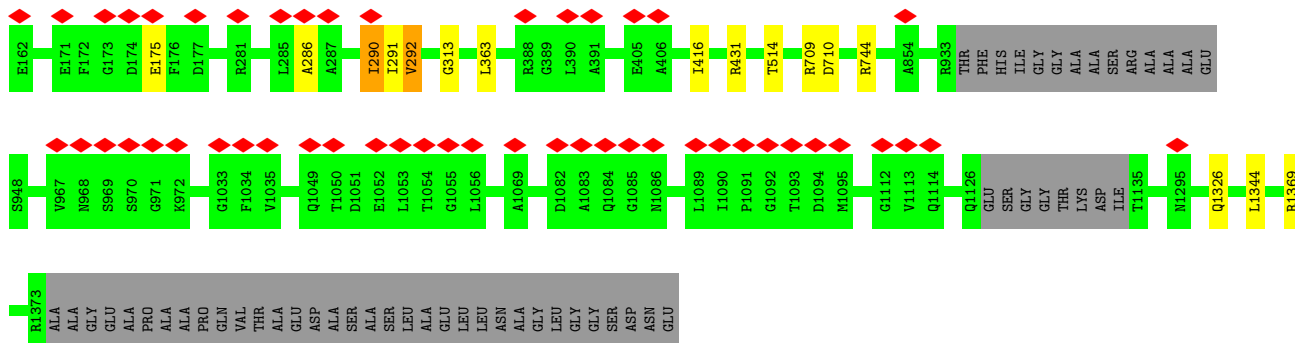 E162 E171 F172 G173 D174 E175 F176 D177 R281 L285 A286 A287 I290 I291 V292 G313 L363 R388 G389 L390 A391 E405 A406 I416 R431 T514 R709 D710 R744 A854 R933 THR PHE HIS ILE GLY GLY ALA ALA SER ARG ALA ALA ALA GLU
S948 V967 N968 S969 S970 G971 K972 G1033 F1034 V1035 Q1049 T1050 D1051 E1052 L1053 T1054 G1055 L1056 A1069 D1082 A1083 Q1084 G1085 N1086 L1089 I1090 P1091 G1092 T1093 D1094 M1095 G1112 V1113 Q1114 Q1126 GLU SER GLY GLY THR LYS ASP ILE T1135 N1295 Q1326 L1344 R1369
R1373 ALA ALA GLY GLU ALA PRO ALA ALA PRO GLN VAL THR ALA GLU ASP ALA SER ALA SER LEU ALA GLU LEU LEU ASN ALA GLY LEU GLY GLY SER ASP ASN GLU